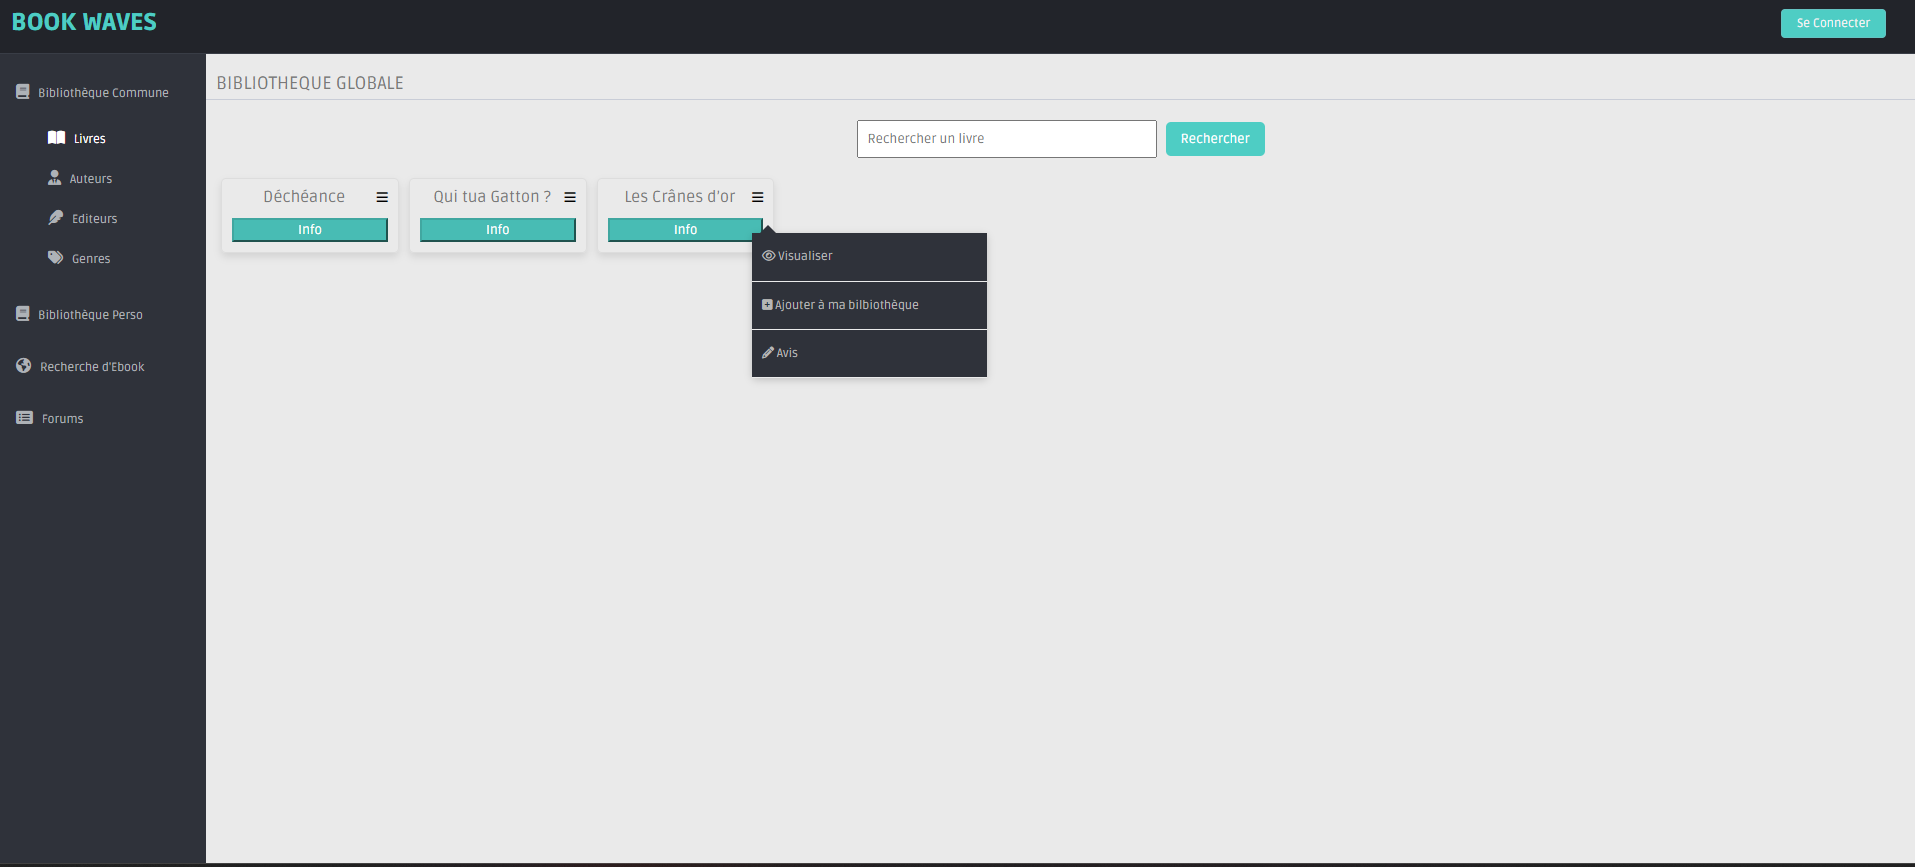 BOOK WAVES
Se Connecter
Bibliothèque Commune
Livres
Auteurs
Editeurs
Genres
Bibliothèque Perso
Recherche d'Ebook
Forums
BIBLIOTHEQUE GLOBALE
Rechercher un livre
Rechercher
Déchéance
Info
Qui tua Gatton ?
Info
Les Crânes d'or
Info
Visualiser
Ajouter à ma bilbiothèque
Avis